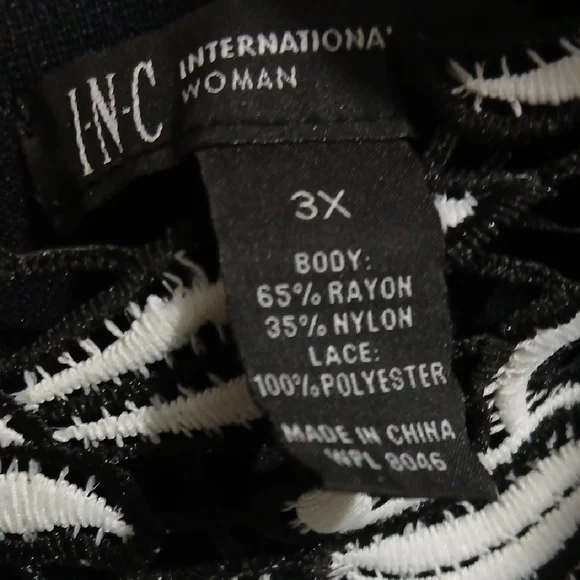 I·N·C
INTERNATIONA
WOMAN
3X
BODY:
65% RAYON
35% NYLON
LACE:
100% POLYESTER
MADE IN CHINA
WPL 8046